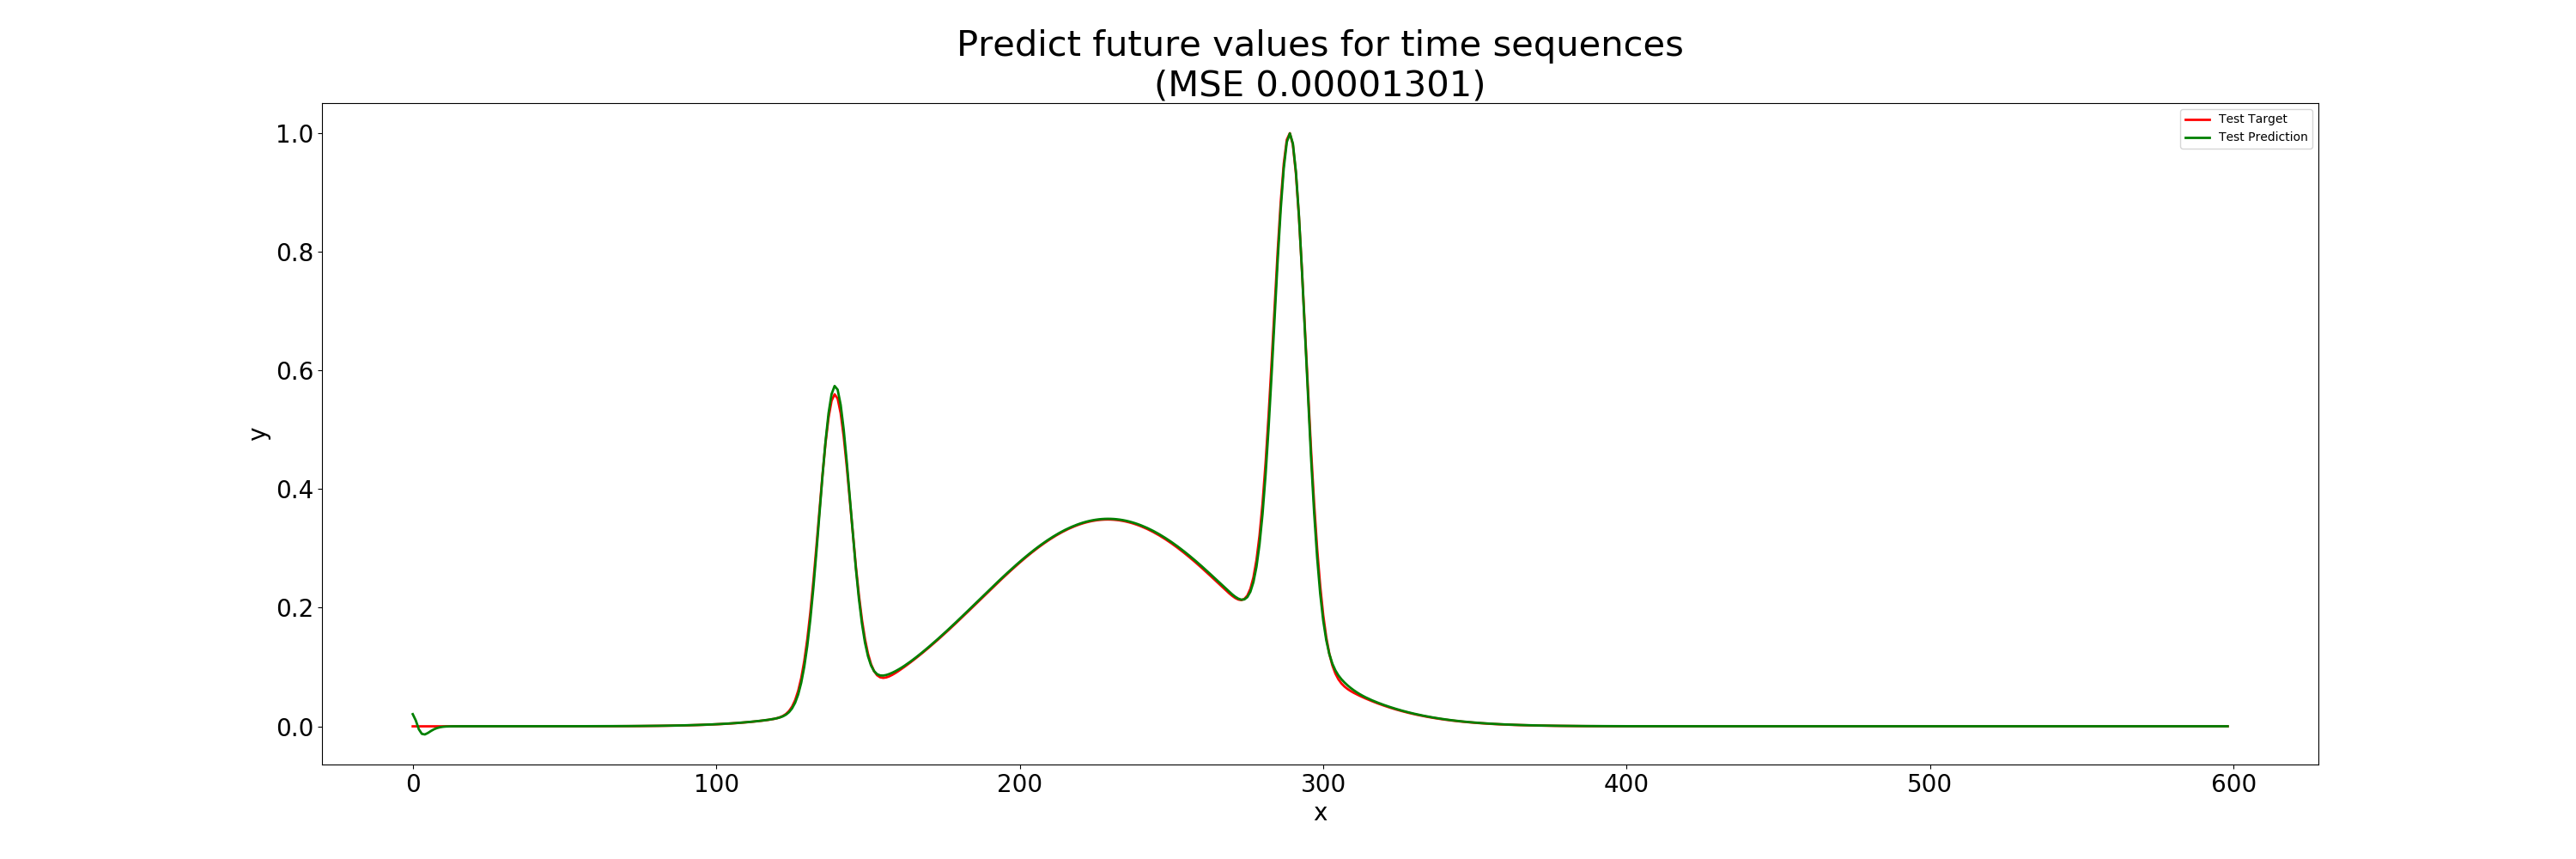 Predict future values for time sequences
(MSE 0.00001301)
Test Target
Test Prediction
1.0
0.8
0.6
0.4
0.2
0.0
y
0 100 200 300 400 500 600
x